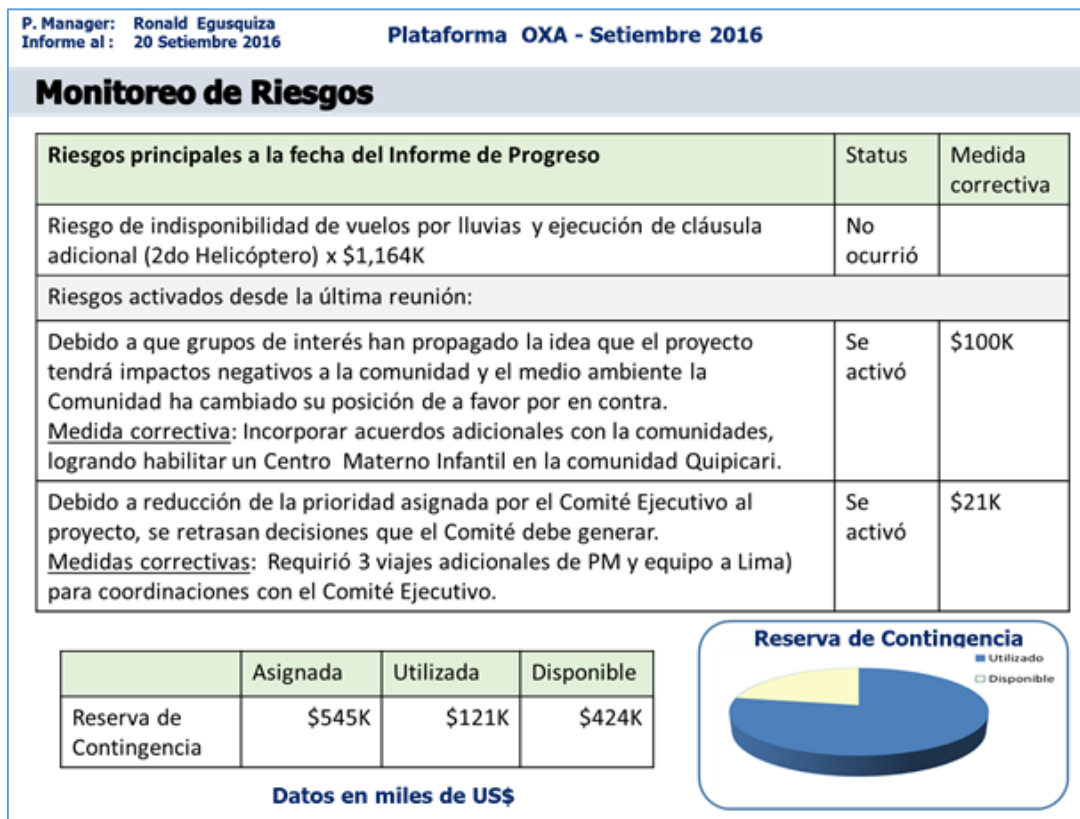 P. Manager: Ronald Egusquiza
Informe al : 20 Setiembre 2016
Plataforma OXA - Setiembre 2016
Monitoreo de Riesgos
Riesgos principales a la fecha del Informe de Progreso
Status
Medida
correctiva
Riesgo de indisponibilidad de vuelos por lluvias y ejecución de cláusula
adicional (2do Helicóptero) x $1,164K
No
ocurrió
Riesgos activados desde la última reunión:
Debido a que grupos de interés han propagado la idea que el proyecto
tendrá impactos negativos a la comunidad y el medio ambiente la
Comunidad ha cambiado su posición de a favor por en contra.
Medida correctiva: Incorporar acuerdos adicionales con la comunidades,
logrando habilitar un Centro Materno Infantil en la comunidad Quipicari.
Se
activó
$100K
Debido a reducción de la prioridad asignada por el Comité Ejecutivo al
proyecto, se retrasan decisiones que el Comité debe generar.
Medidas correctivas: Requirió 3 viajes adicionales de PM y equipo a Lima)
para coordinaciones con el Comité Ejecutivo.
Se
activó
$21K
Asignada
Utilizada
Disponible
Reserva de
Contingencia
$545K
$121K
$424K
Datos en miles de US$
Reserva de Contingencia
Utilizado
Disponible